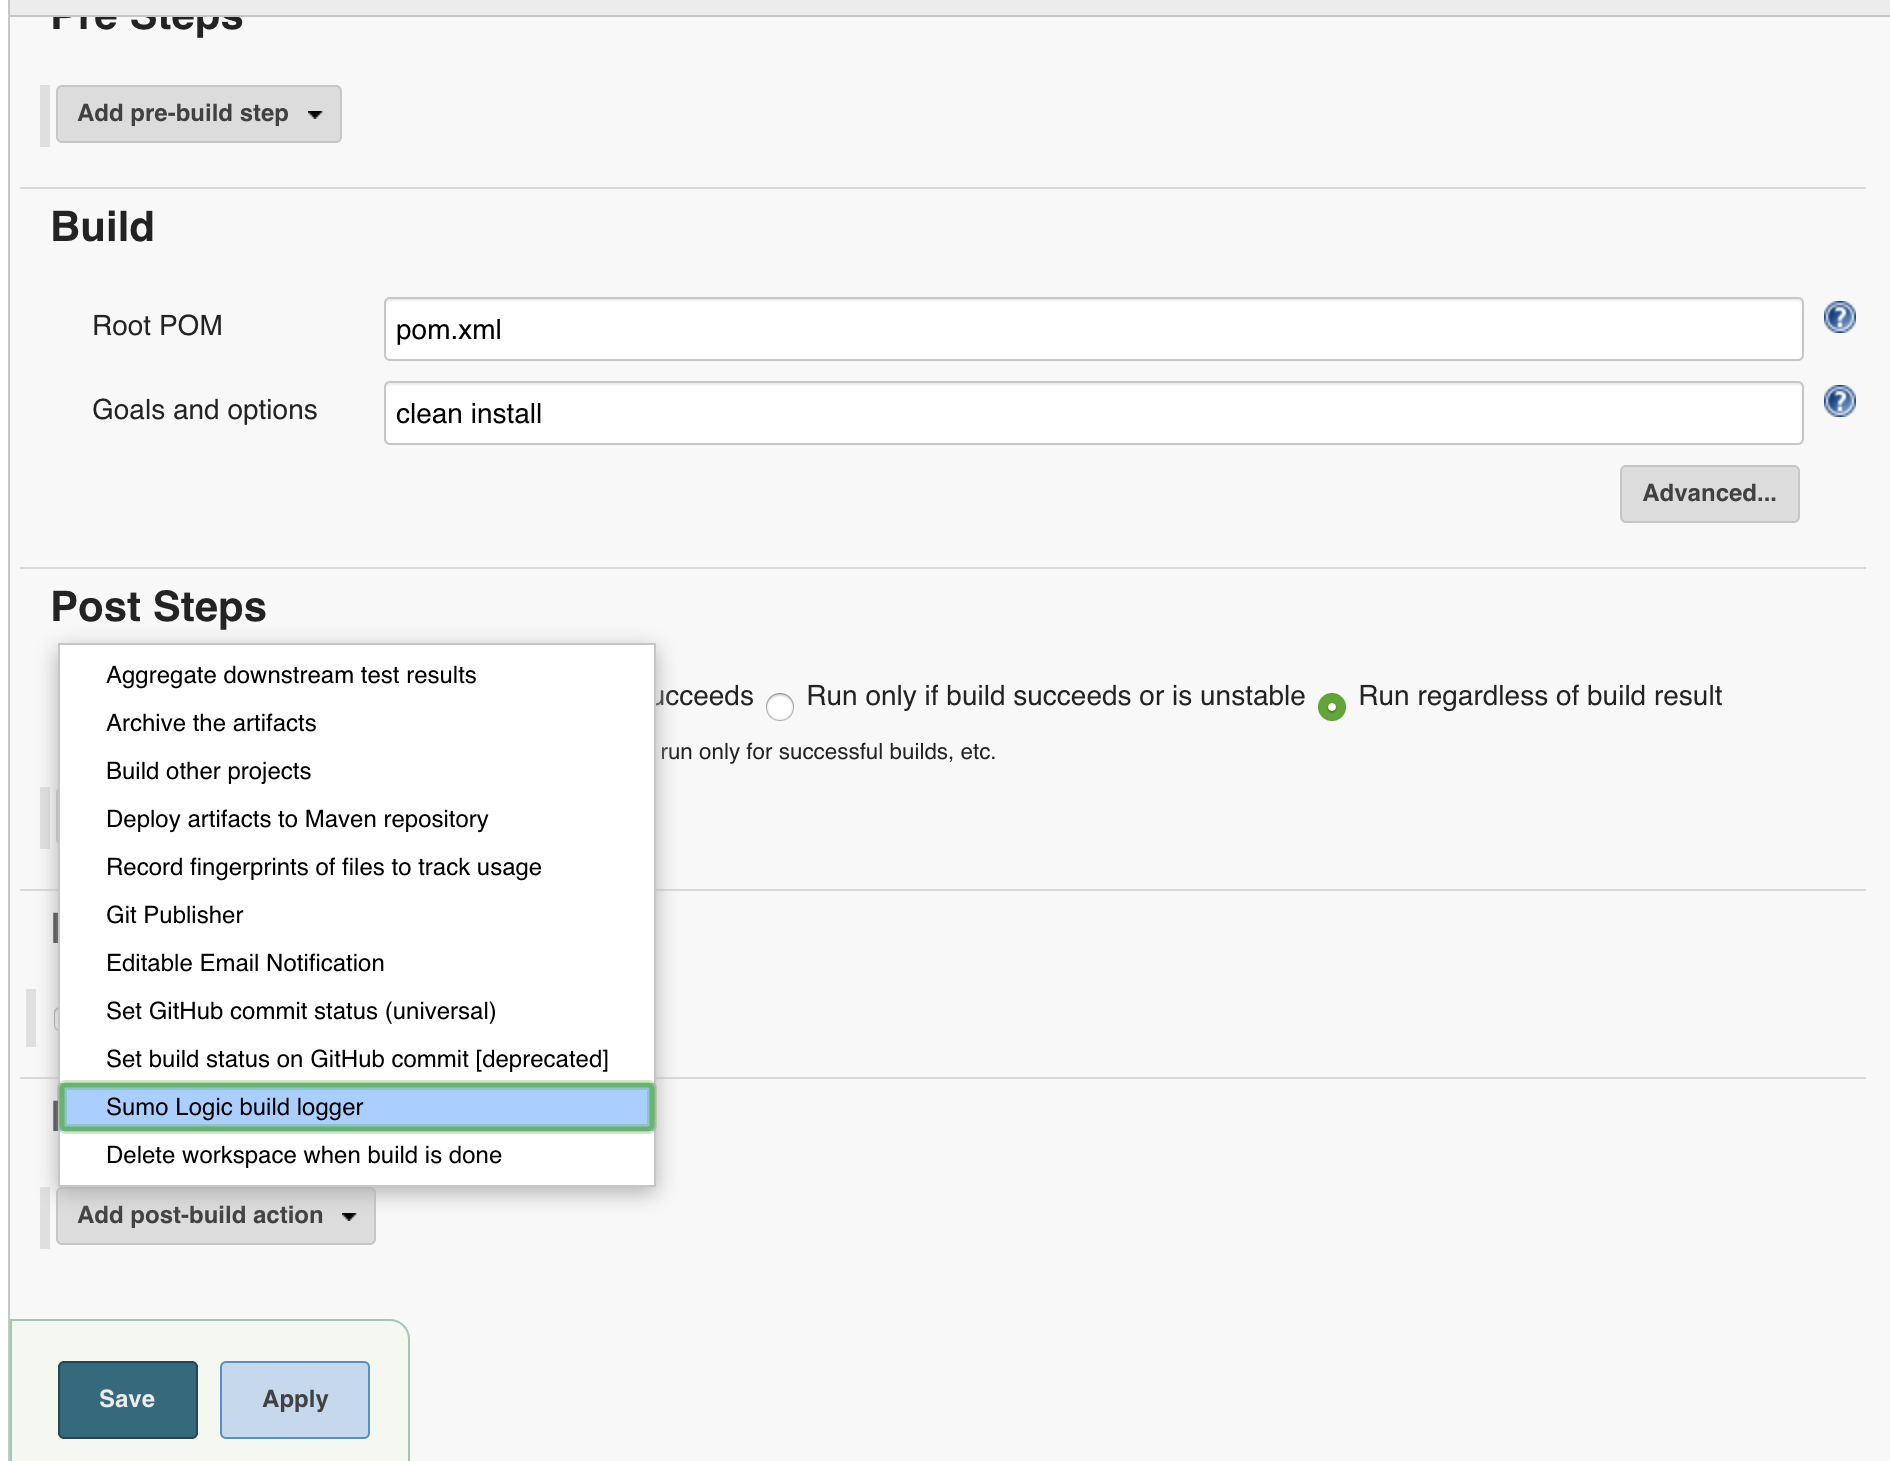 Pre Steps
Add pre-build step
Build
Root POM
pom.xml
Goals and options
clean install
Advanced...
Post Steps
Run only if build succeeds or is unstable
Run regardless of build result
run only for successful builds, etc.
Aggregate downstream test results
Archive the artifacts
Build other projects
Deploy artifacts to Maven repository
Record fingerprints of files to track usage
Git Publisher
Editable Email Notification
Set GitHub commit status (universal)
Set build status on GitHub commit [deprecated]
Sumo Logic build logger
Delete workspace when build is done
Add post-build action
Save
Apply